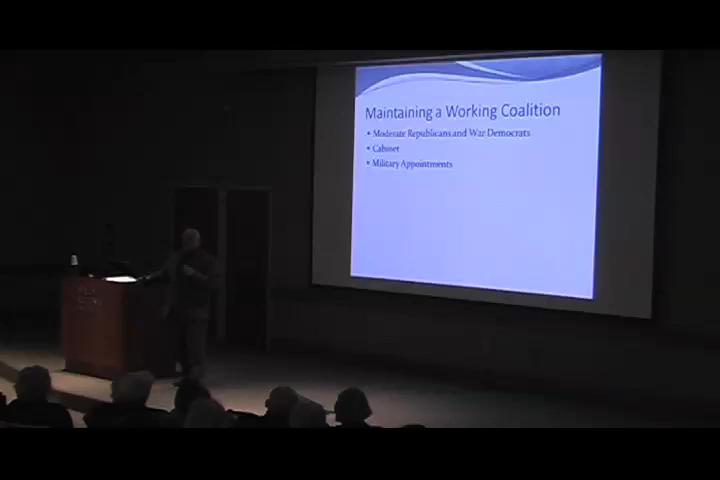 Maintaining a Working Coalition
• Moderate Republicans and War Democrats
• Cabinet
• Military Appointments